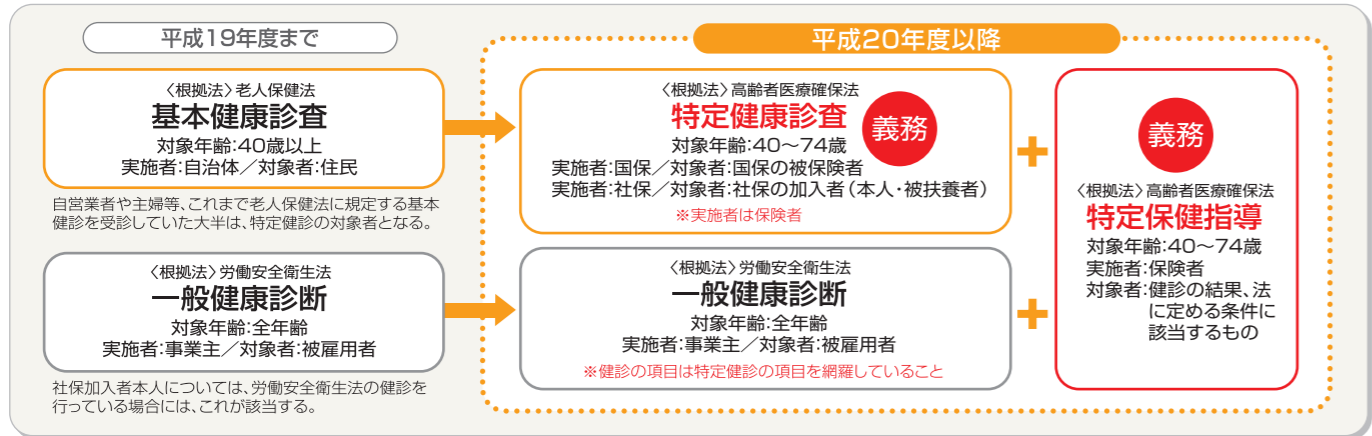 平成19年度まで
〈根拠法〉老人保健法
基本健康診査
対象年齢:40歳以上
実施者:自治体／対象者:住民
自営業者や主婦等、これまで老人保健法に規定する基本
健診を受診していた大半は、特定健診の対象者となる。
〈根拠法〉労働安全衛生法
一般健康診断
対象年齢:全年齢
実施者:事業主／対象者:被雇用者
社保加入者本人については、労働安全衛生法の健診を
行っている場合には、これが該当する。
平成20年度以降
〈根拠法〉高齢者医療確保法
特定健康診査
義務
対象年齢:40～74歳
実施者:国保／対象者:国保の被保険者
実施者:社保／対象者:社保の加入者(本人・被扶養者)
※実施者は保険者
〈根拠法〉労働安全衛生法
一般健康診断
対象年齢:全年齢
実施者:事業主／対象者:被雇用者
※健診の項目は特定健診の項目を網羅していること
+
+
義務
〈根拠法〉高齢者医療確保法
特定保健指導
対象年齢:40～74歳
実施者:保険者
対象者:健診の結果、法
に定める条件に
該当するもの